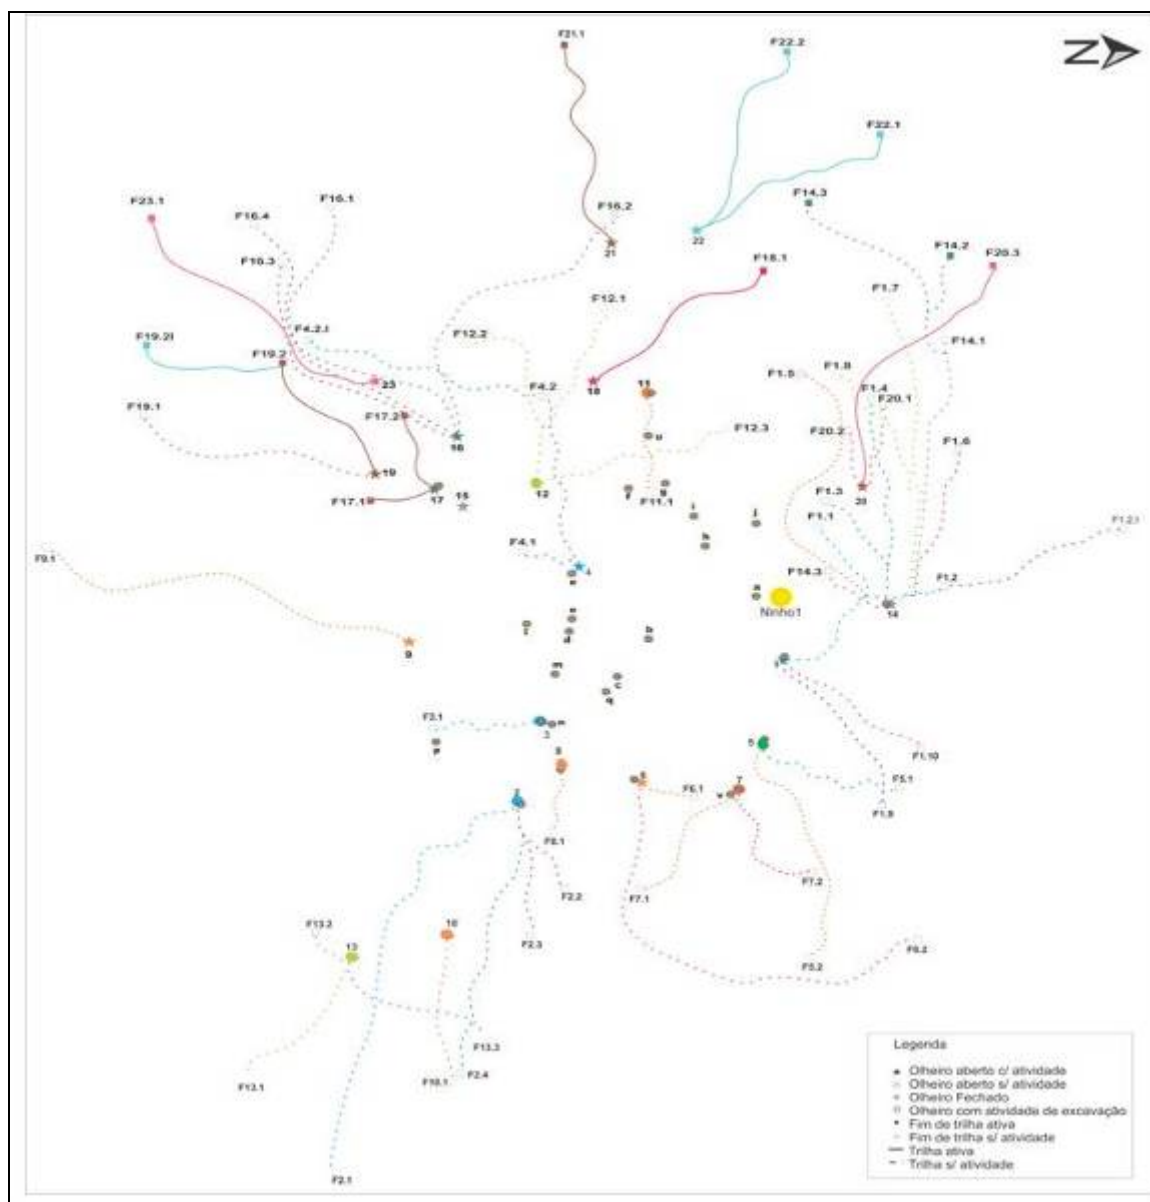 F21.1
F22.2
Z
F22.1
F16.1
F14.3
F23.1
F16.4
F16.2
21
22
F14.2
F20.3
F16.3
F18.1
F1.7
F12.1
F4.2.I
F12.2
F14.1
F19.2I
F19.2
F1.5
F1.8
23
F4.2
18
11
F1.4
F20.1
F19.1
F17.2
16
u
F12.3
F20.2
F1.6
19
F17.1
17
15
12
F11.1
g
F1.3
20
i
j
F1.1
F1.2.I
F4.1
h
F9.1
4
F14.3
F1.2
a
Ninho1
14
9
d
b
m
c
q
F3.1
3
5
F1.10
8
6
7
F5.1
F6.1
v
F1.9
2
F8.1
F7.2
F2.2
F7.1
F13.2
10
F2.3
F6.2
13
F5.2
F13.3
F13.1
F10.1
F2.4
F2.1
Legenda
Olheiro aberto c/ atividade
Olheiro aberto s/ atividade
Olheiro Fechado
Olheiro com atividade de excavação
Fim de trilha ativa
Fim de trilha s/ atividade
Trilha ativa
Trilha s/ atividade